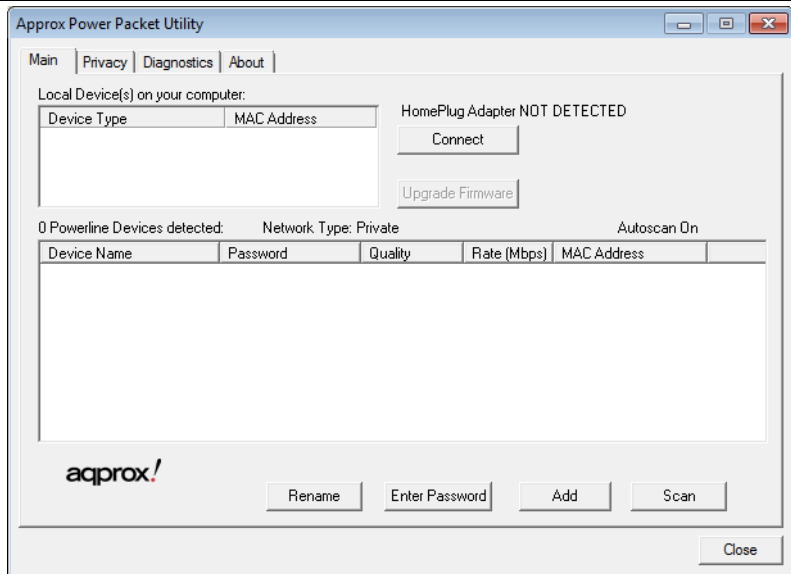 Approx Power Packet Utility
Main Privacy Diagnostics About
Local Device(s) on your computer:
Device Type MAC Address
HomePlug Adapter NOT DETECTED
Connect
Upgrade Firmware
0 Powerline Devices detected: Network Type: Private Autoscan On
Device Name Password Quality Rate (Mbps) MAC Address
aqprox!
Rename Enter Password Add Scan
Close